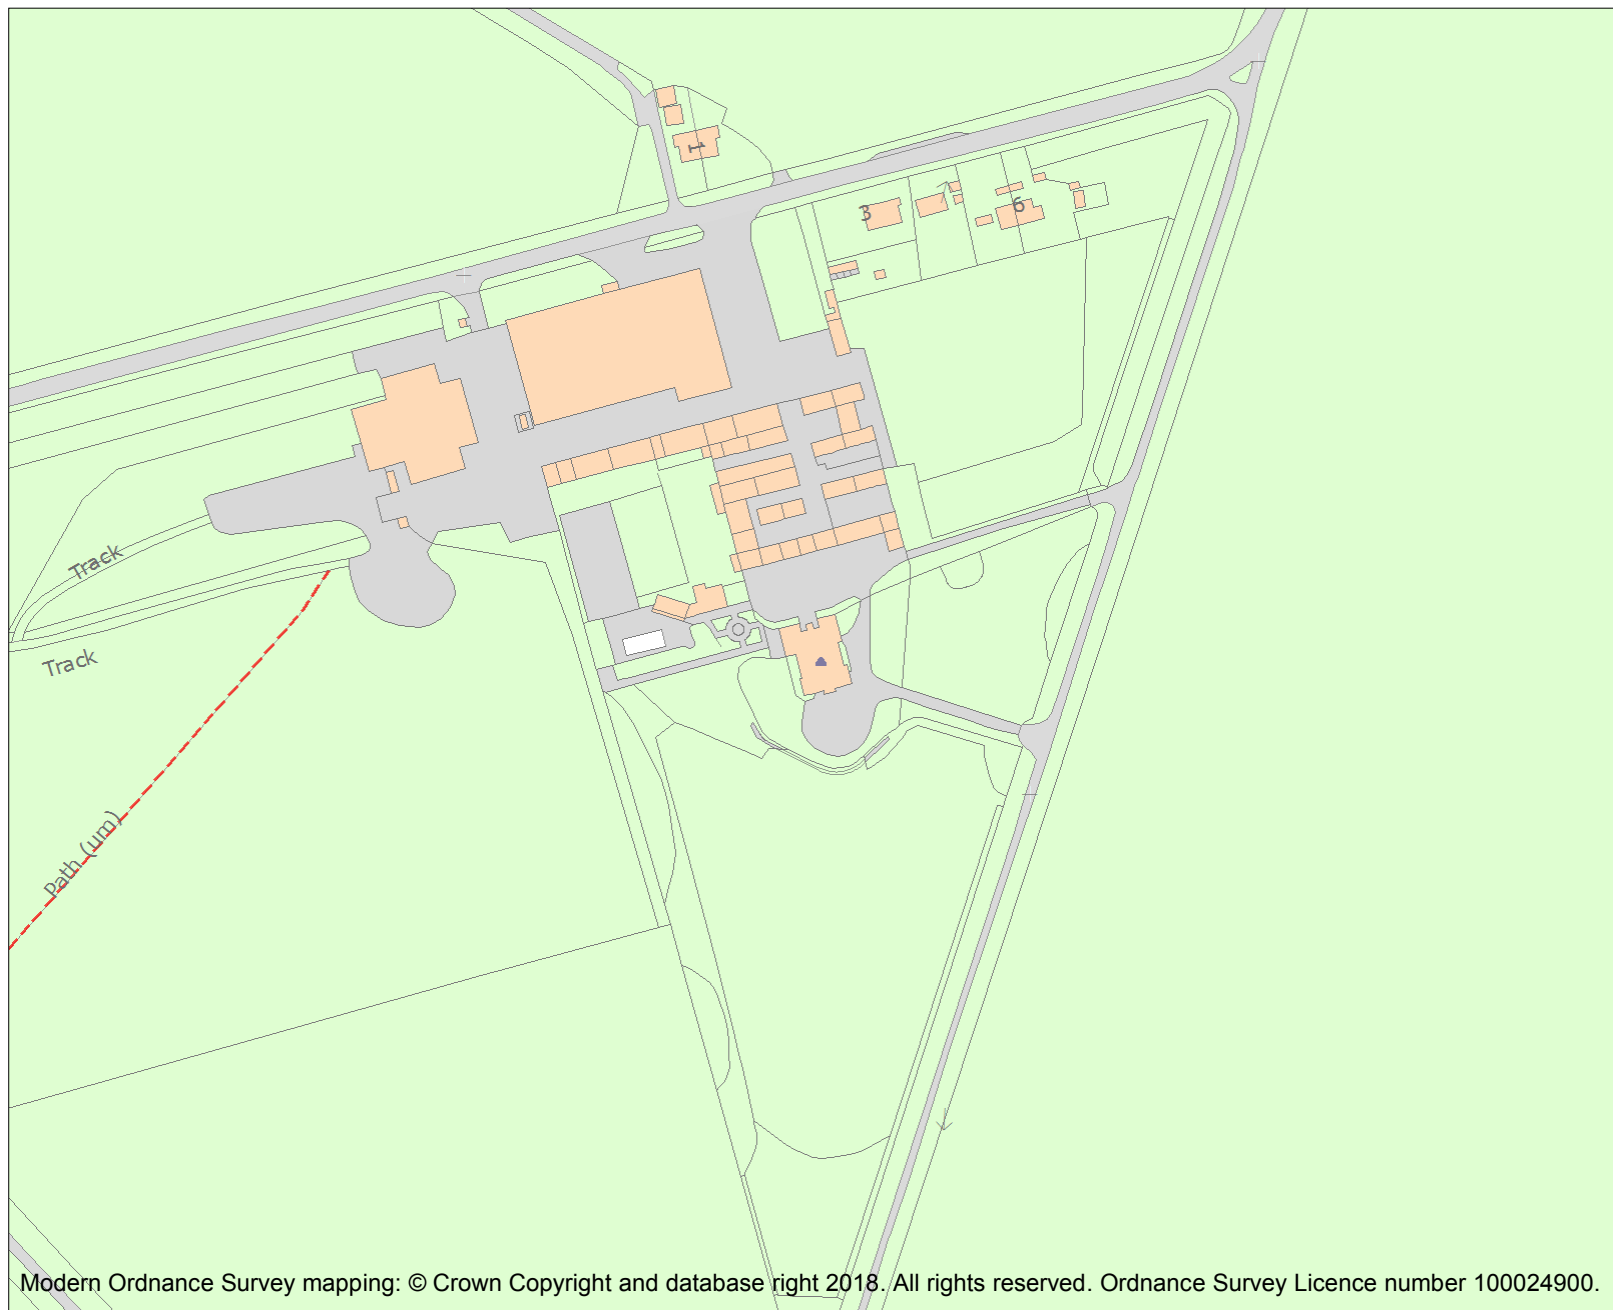 1
3
6
Track
Track
Path (um)
Modern Ordnance Survey mapping: © Crown Copyright and database right 2018. All rights reserved. Ordnance Survey Licence number 100024900.